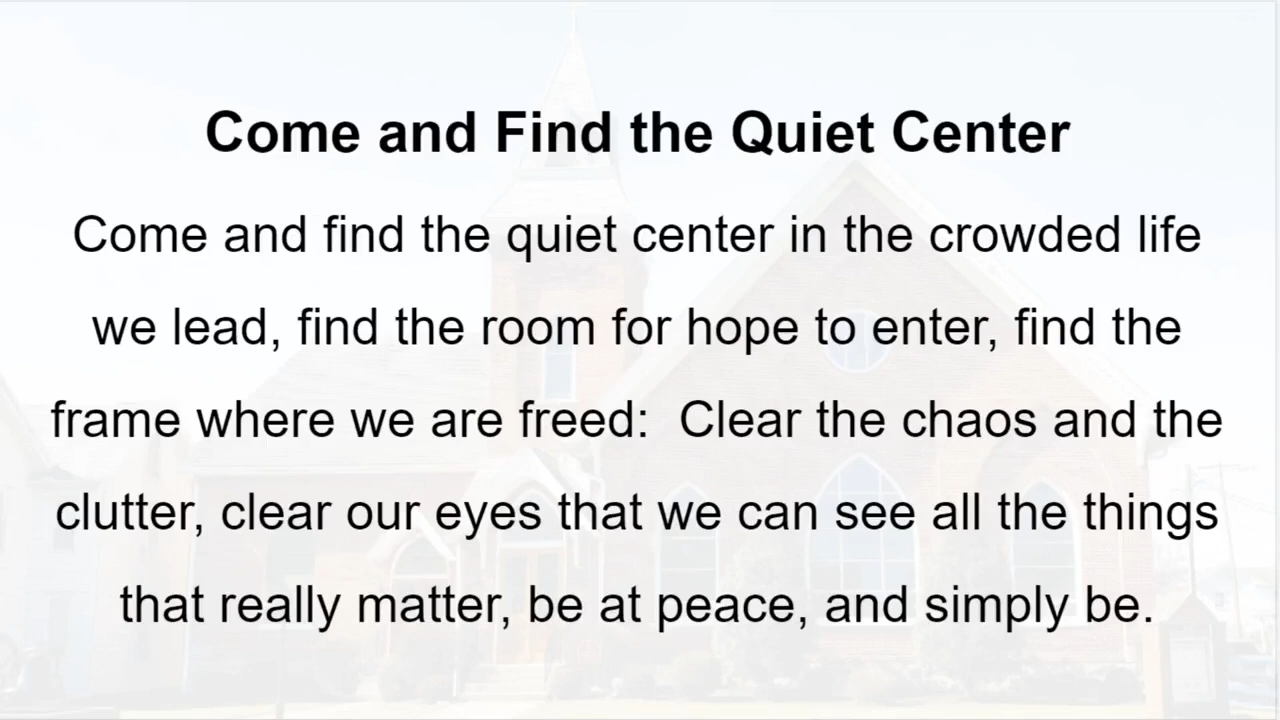 Come and Find the Quiet Center
Come and find the quiet center in the crowded life
we lead, find the room for hope to enter, find the
frame where we are freed:  Clear the chaos and the
clutter, clear our eyes that we can see all the things
that really matter, be at peace, and simply be.